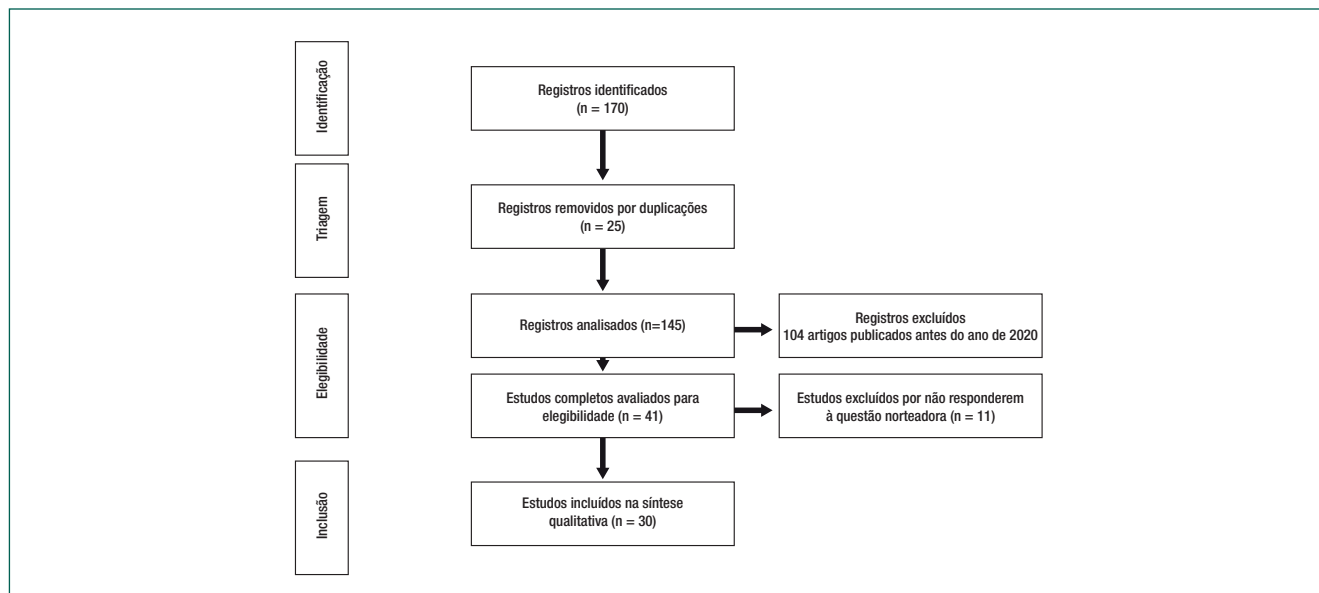 Identificação
Registros identificados
(n = 170)
Triagem
Registros removidos por duplicações
(n = 25)
Elegibilidade
Registros analisados (n=145)
Registros excluídos
104 artigos publicados antes do ano de 2020
Estudos completos avaliados para
elegibilidade (n = 41)
Estudos excluídos por não responderem
à questão norteadora (n = 11)
Inclusão
Estudos incluídos na síntese
qualitativa (n = 30)